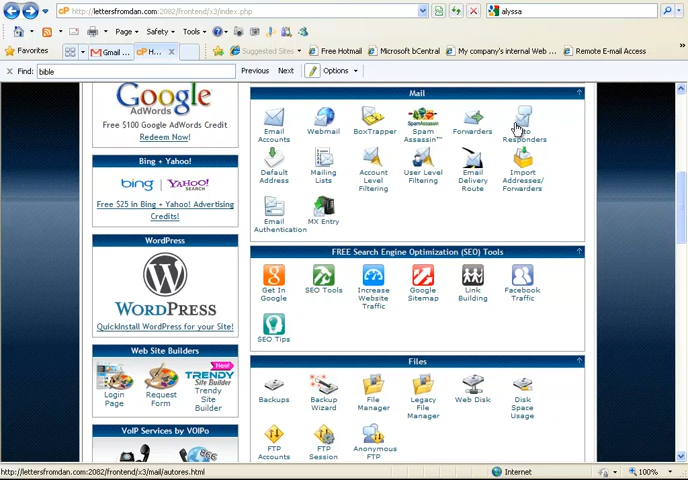 http://lettersfromdan.com:2082/frontend/x3/index.php
alyssa
Page
Safety
Tools
Favorites
Gmail ...
H...
Suggested Sites
Free Hotmail
Microsoft bCentral
My company's internal Web ...
Remote E-Access
Find:
bible
Previous
Next
Options
Google
AdWords
Free $100 Google AdWords Credit
Redeem Now!
Bing + Yahoo!
bing
YAHOO!
SEARCH
Free $25 in Bing + Yahoo! Advertising
Credits!
WordPress
WORDPRESS
QuickInstall WordPress for your Site!
Web Site Builders
New!
TRENDY
Site Builder
Login
Page
Request
Form
Trendy
Site
Builder
VoIP Services by VOIPo
Mail
Email
Accounts
Webmail
BoxTrapper
SpamAssassin
Spam
Assassin™
Forwarders
to
Responders
Default
Address
Mailing
Lists
Account
Level
Filtering
User Level
Filtering
Email
Delivery
Route
Import
Addresses/
Forwarders
Email
Authentication
MX Entry
FREE Search Engine Optimization (SEO) Tools
Get In
Google
SEO Tools
Increase
Website
Traffic
Google
Sitemap
Link
Building
Facebook
Traffic
SEO Tips
Files
Backups
Backup
Wizard
File
Manager
Legacy
File
Manager
Web Disk
Disk
Space
Usage
FTP
Accounts
FTP
Session
Anonymous
FTP
http://lettersfromdan.com:2082/frontend/x3/mail/autores.html
Internet
100%